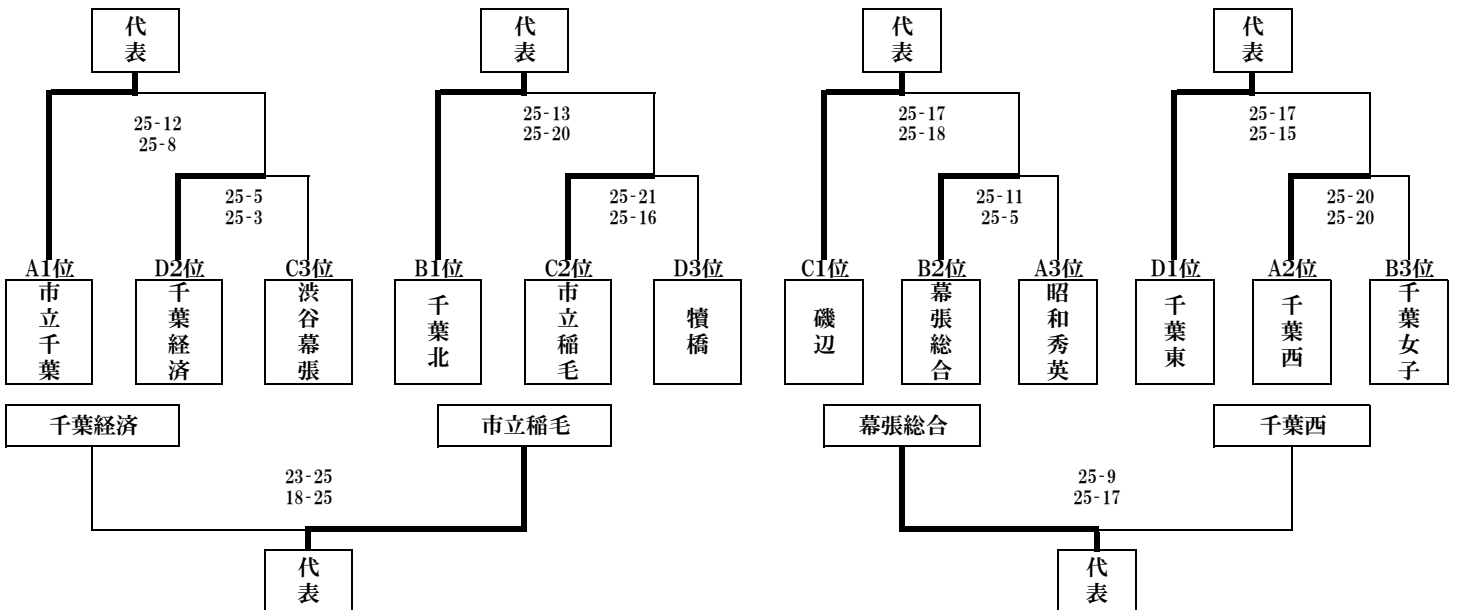 代表
代表
代表
代表
25-12
25-8
25-13
25-20
25-17
25-18
25-17
25-15
25-5
25-3
25-21
25-16
25-11
25-5
25-20
25-20
A1位
D2位
C3位
B1位
C2位
D3位
C1位
B2位
A3位
D1位
A2位
B3位
市立千葉
千葉経済
渋谷幕張
千葉北
市立稲毛
犢橋
磯辺
幕張総合
昭和秀英
千葉東
千葉西
千葉女子
千葉経済
市立稲毛
幕張総合
千葉西
23-25
18-25
25-9
25-17
代表
代表